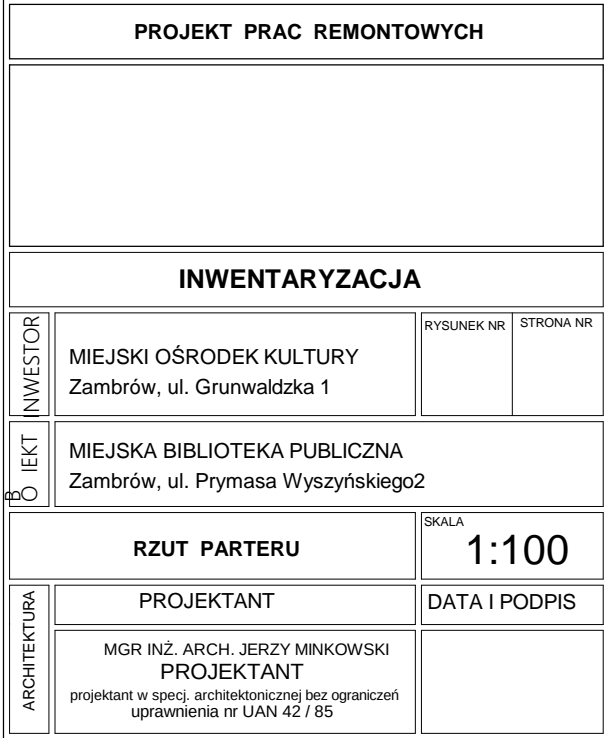 PROJEKT PRAC REMONTOWYCH
INWENTARYZACJA
INWESTOR
MIEJSKI OŚRODEK KULTURY
Zambrów, ul. Grunwaldzka 1
RYSUNEK NR
STRONA NR
OBIEKT
MIEJSKA BIBLIOTEKA PUBLICZNA
Zambrów, ul. Prymasa Wyszyńskiego2
RZUT PARTERU
SKALA
1:100
ARCHITEKTURA
PROJEKTANT
DATA I PODPIS
MGR INŻ. ARCH. JERZY MINKOWSKI
PROJEKTANT
projektant w specj. architektonicznej bez ograniczeń
uprawnienia nr UAN 42 / 85